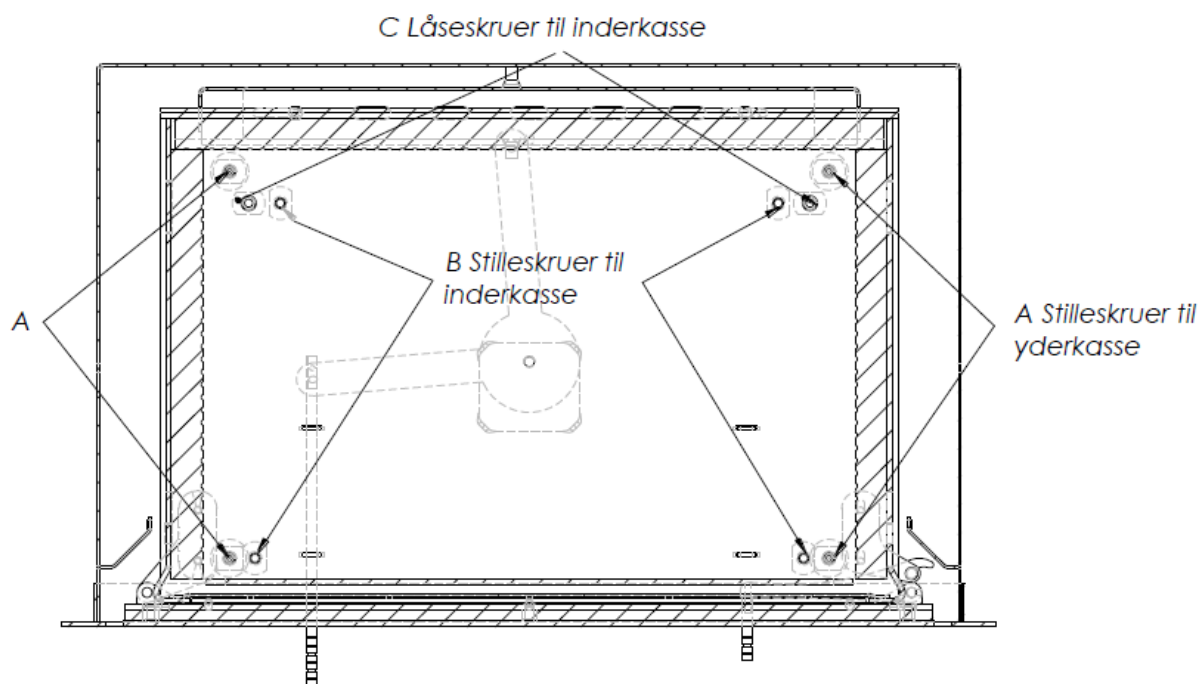 C Låseskruer til inderkasse
B Stilleskruer til
inderkasse
A
A Stilleskruer til
yderkasse